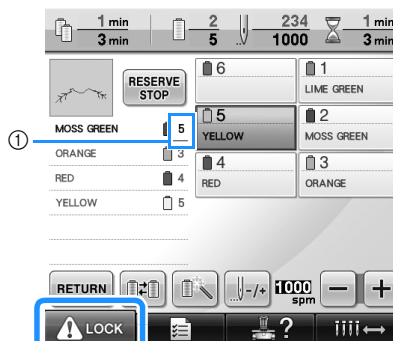 1 min
3 min
2
5
234
1000
1 min
3 min
RESERVE STOP
6
1
LIME GREEN
① MOSS GREEN 5
ORANGE 3
RED 4
YELLOW 5
5
YELLOW
2
MOSS GREEN
4
RED
3
ORANGE
RETURN
-/+
1000 spm
－
+
LOCK
?